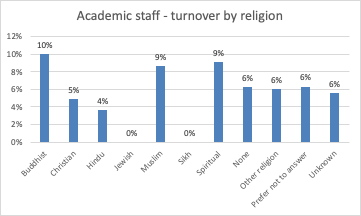 Academic staff - turnover by religion
12%
10%
8%
6%
4%
2%
0%
10%
5%
4%
0%
9%
0%
9%
6%
6%
6%
6%
Buddhist
Christian
Hindu
Jewish
Muslim
Sikh
Spiritual
None
Other religion
Prefer not to answer
Unknown